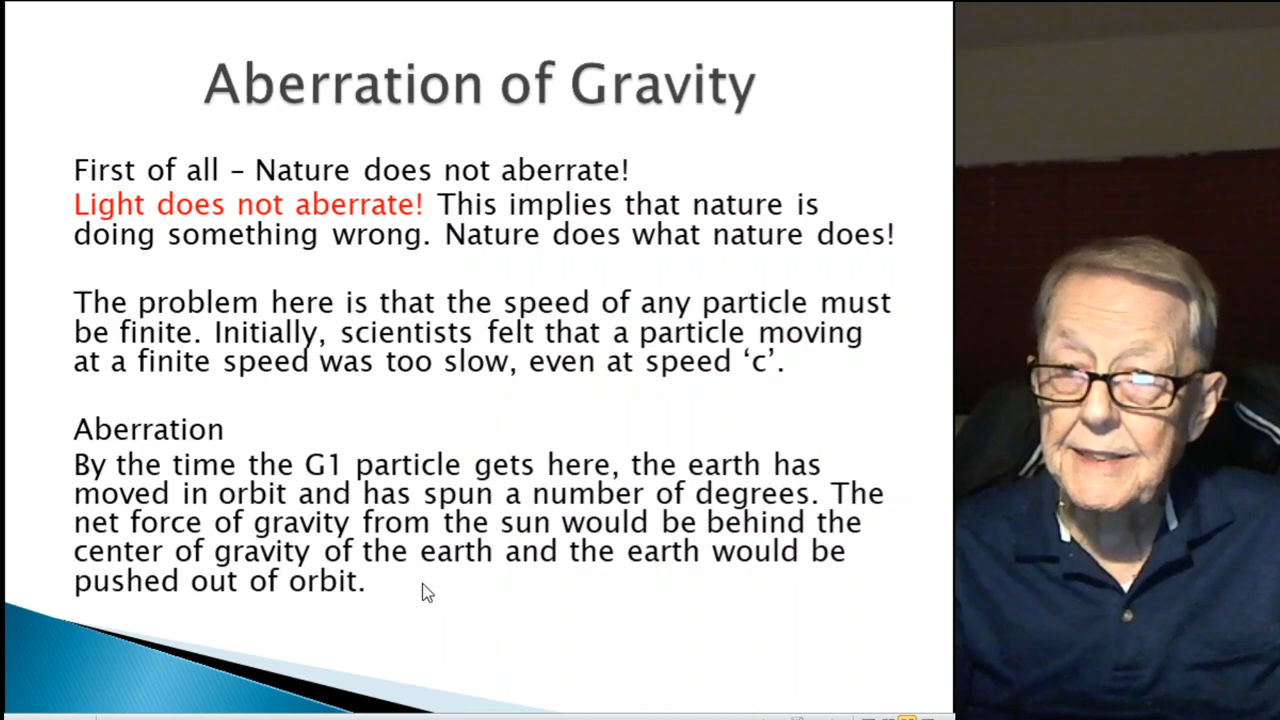 Aberration of Gravity
First of all – Nature does not aberrate!
Light does not aberrate! This implies that nature is
doing something wrong. Nature does what nature does!
The problem here is that the speed of any particle must
be finite. Initially, scientists felt that a particle moving
at a finite speed was too slow, even at speed ‘c’.
Aberration
By the time the G1 particle gets here, the earth has
moved in orbit and has spun a number of degrees. The
net force of gravity from the sun would be behind the
center of gravity of the earth and the earth would be
pushed out of orbit.